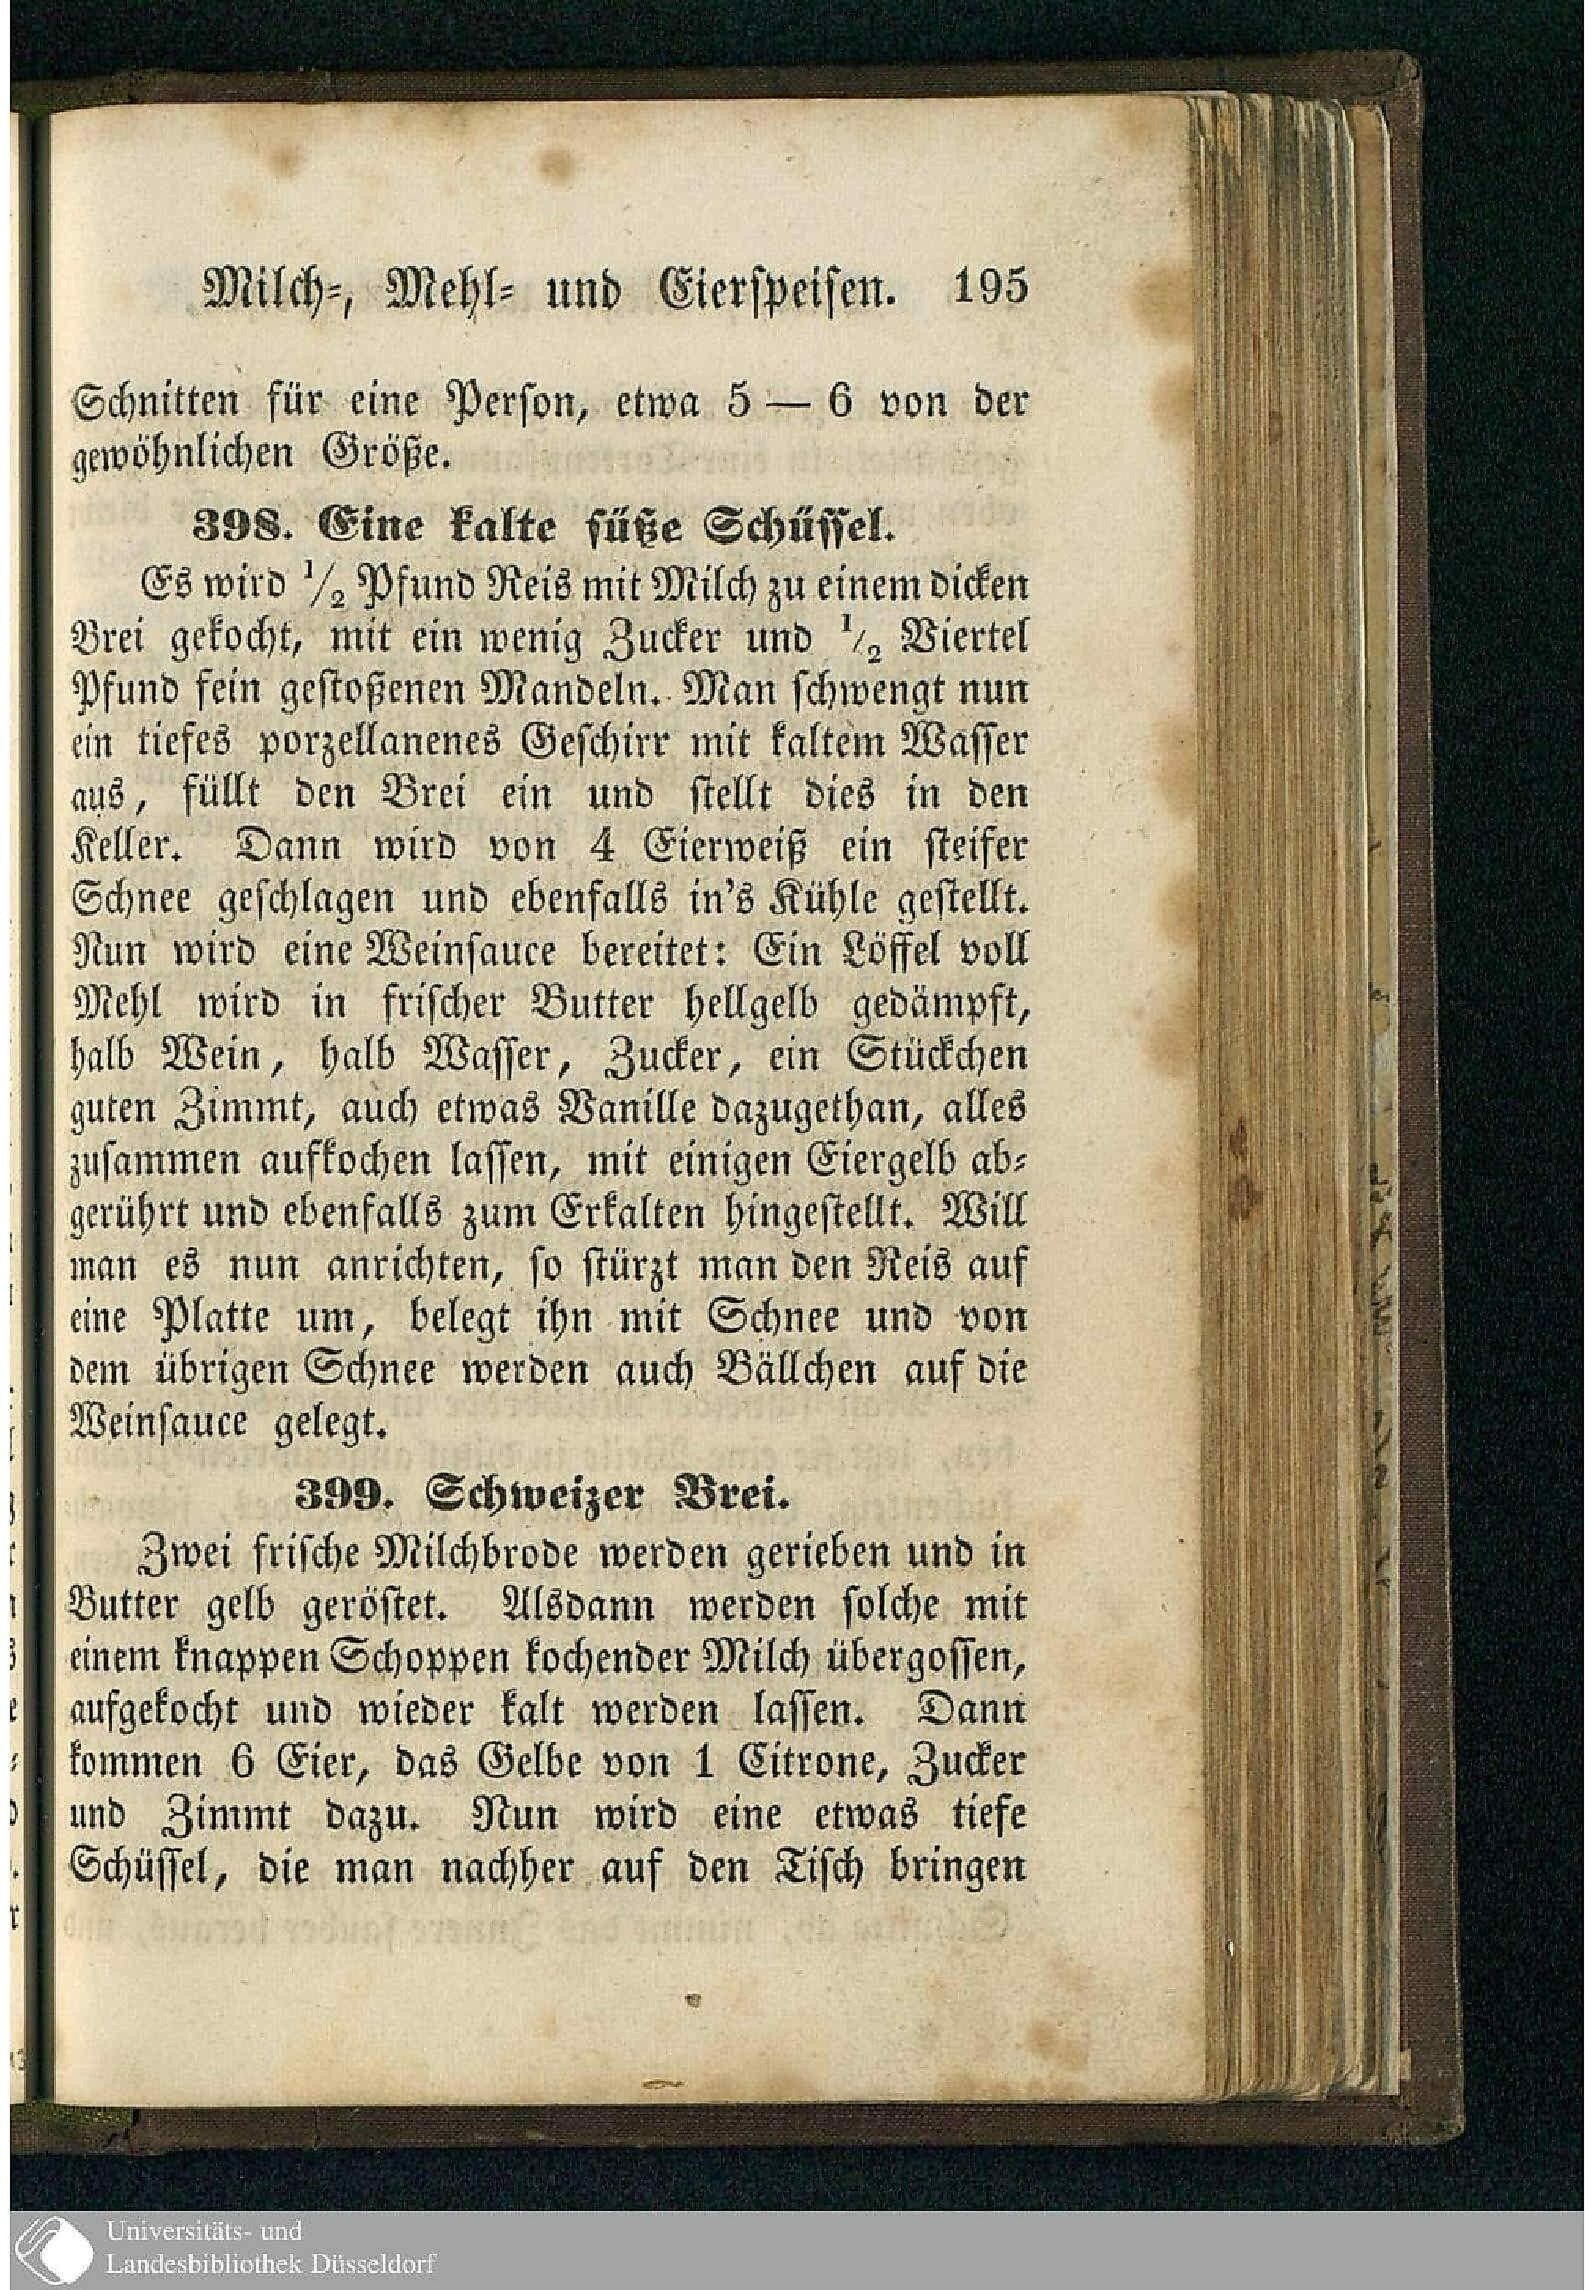 Milch-, Mehl- und Eierspeisen. 195
Schnitten für eine Person, etwa 5 — 6 von der
gewöhnlichen Größe.
398. Eine kalte süße Schüssel.
Es wird 1/2 Pfund Reis mit Milch zu einem dicken
Brei gekocht, mit ein wenig Zucker und 1/2 Viertel
Pfund fein gestoßenen Mandeln. Man schwengt nun
ein tiefes porzellanenes Geschirr mit kaltem Wasser
aus, füllt den Brei ein und stellt dies in den
Keller. Dann wird von 4 Eierweiß ein steifer
Schnee geschlagen und ebenfalls in's Kühle gestellt.
Nun wird eine Weinsauce bereitet: Ein Löffel voll
Mehl wird in frischer Butter hellgelb gedämpft,
halb Wein, halb Wasser, Zucker, ein Stückchen
guten Zimmt, auch etwas Vanille dazugethan, alles
zusammen aufkochen lassen, mit einigen Eiergelb ab-
gerührt und ebenfalls zum Erkalten hingestellt. Will
man es nun anrichten, so stürzt man den Reis auf
eine Platte um, belegt ihn mit Schnee und von
dem übrigen Schnee werden auch Bällchen auf die
Weinsauce gelegt.
399. Schweizer Brei.
Zwei frische Milchbrode werden gerieben und in
Butter gelb geröstet. Alsdann werden solche mit
einem knappen Schoppen kochender Milch übergossen,
aufgekocht und wieder kalt werden lassen. Dann
kommen 6 Eier, das Gelbe von 1 Citrone, Zucker
und Zimmt dazu. Nun wird eine etwas tiefe
Schüssel, die man nachher auf den Tisch bringen
Universitäts- und
Landesbibliothek Düsseldorf